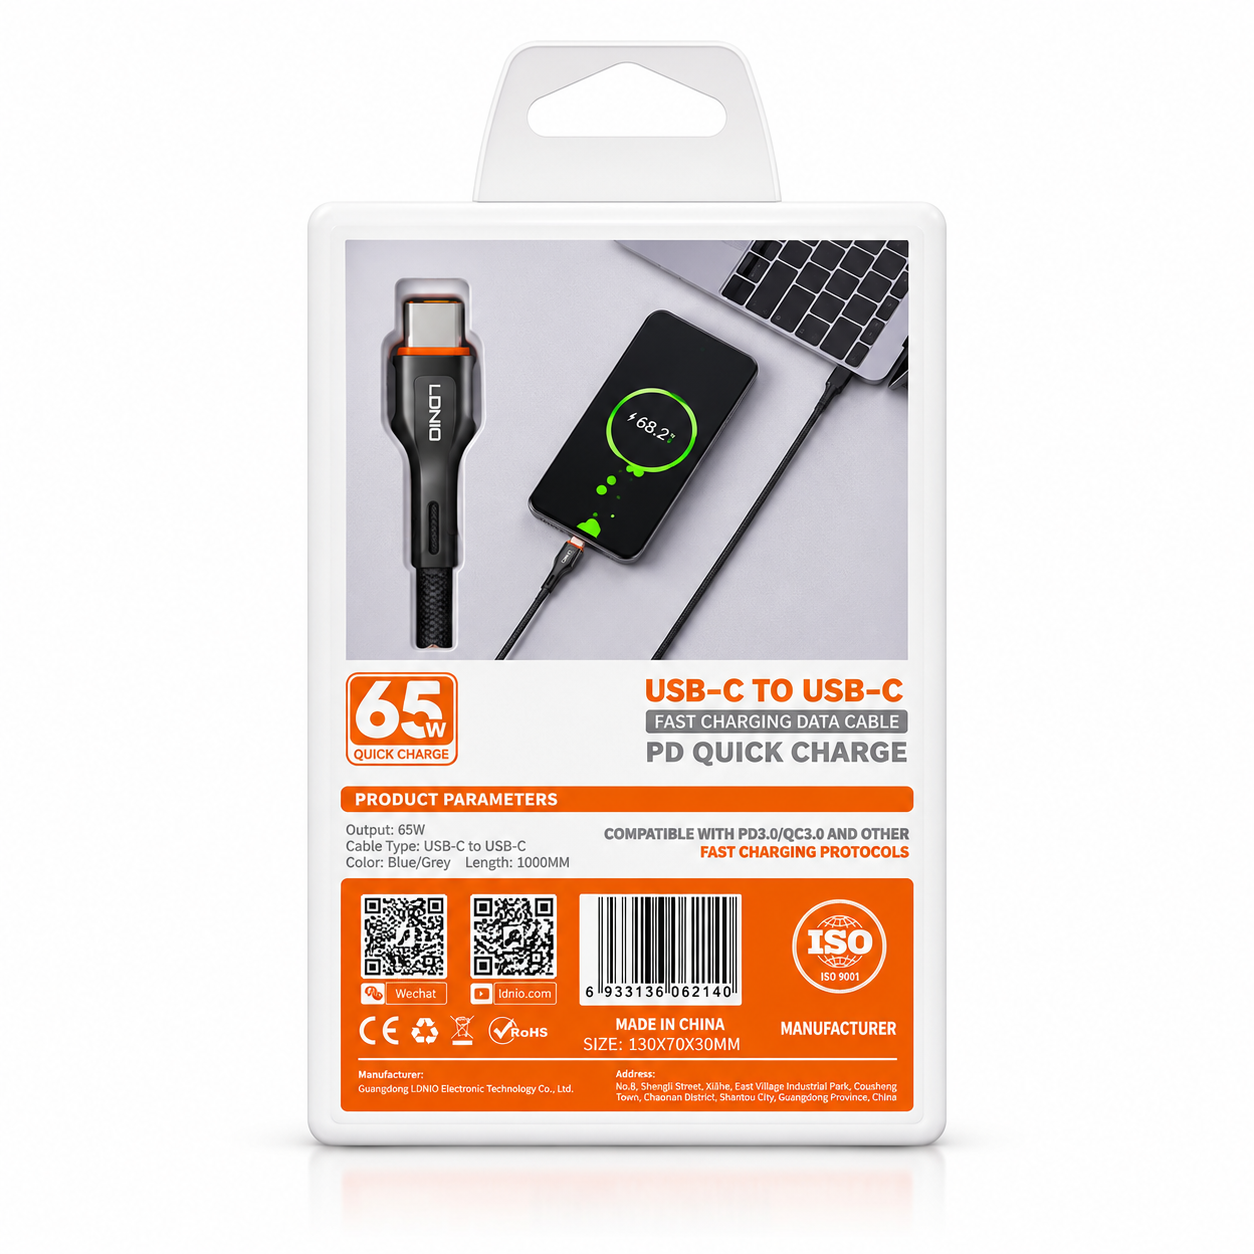 LDNIO
68.2%
LDNIO
65W
QUICK CHARGE
USB-C TO USB-C
FAST CHARGING DATA CABLE
PD QUICK CHARGE
PRODUCT PARAMETERS
Output: 65W
Cable Type: USB-C to USB-C
Color: Blue/Grey Length: 1000MM
COMPATIBLE WITH PD3.0/QC3.0 AND OTHER
FAST CHARGING PROTOCOLS
Wechat
ldnio.com
6 933136 062140
ISO
ISO 9001
CE
RoHS
MADE IN CHINA
SIZE: 130X70X30MM
MANUFACTURER
Manufacturer:
Guangdong LDNIO Electronic Technology Co., Ltd.
Address:
No.8, Shengli Street, Xiǎhe, East Village Industrial Park, Cousheng
Town, Chaonan District, Shantou City, Guangdong Province, China